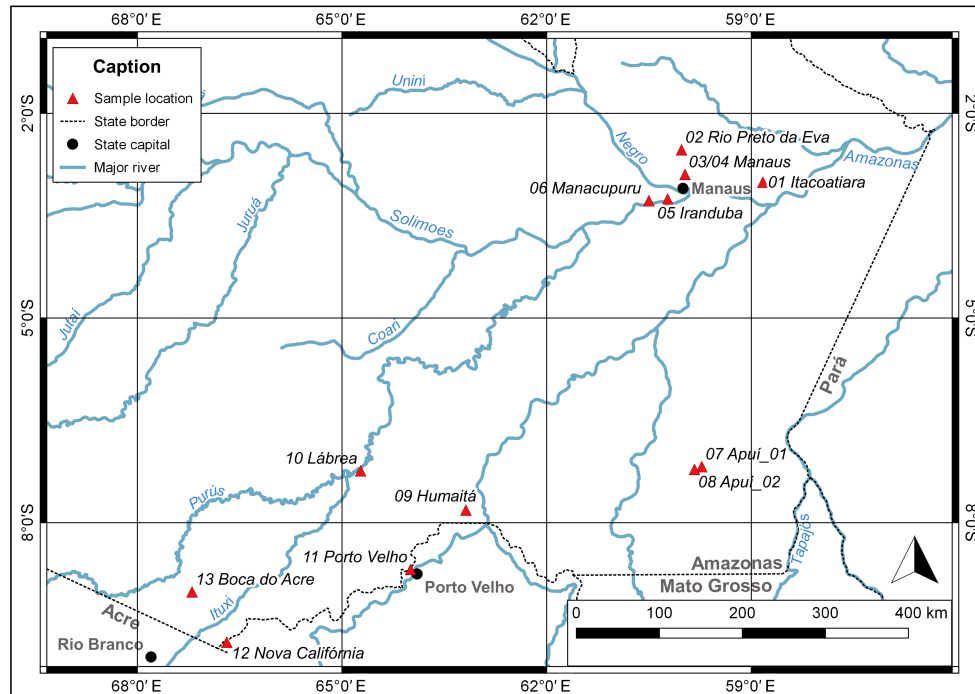 68°0′ E
65°0′ E
62°0′ E
59°0′ E
Caption
Sample location
State border
State capital
Major river
2°0′S
2°0′S
Unini
Negro
02 Rio Preto da Eva
03/04 Manaus
Amazonas
Manaus
01 Itacoatiara
06 Manacupuru
05 Iranduba
Juruá
Solimoes
Jutaí
Coari
5°0′S
5°0′S
Pará
10 Lábrea
07 Apuí_01
08 Apuí_02
Purús
09 Humaitá
8°0′S
8°0′S
Tapajós
11 Porto Velho
Porto Velho
Amazonas
Mato Grosso
13 Boca do Acre
Ituxi
Acre
Rio Branco
12 Nova Califórnia
0 100 200 300 400 km
68°0′ E
65°0′ E
62°0′ E
59°0′ E